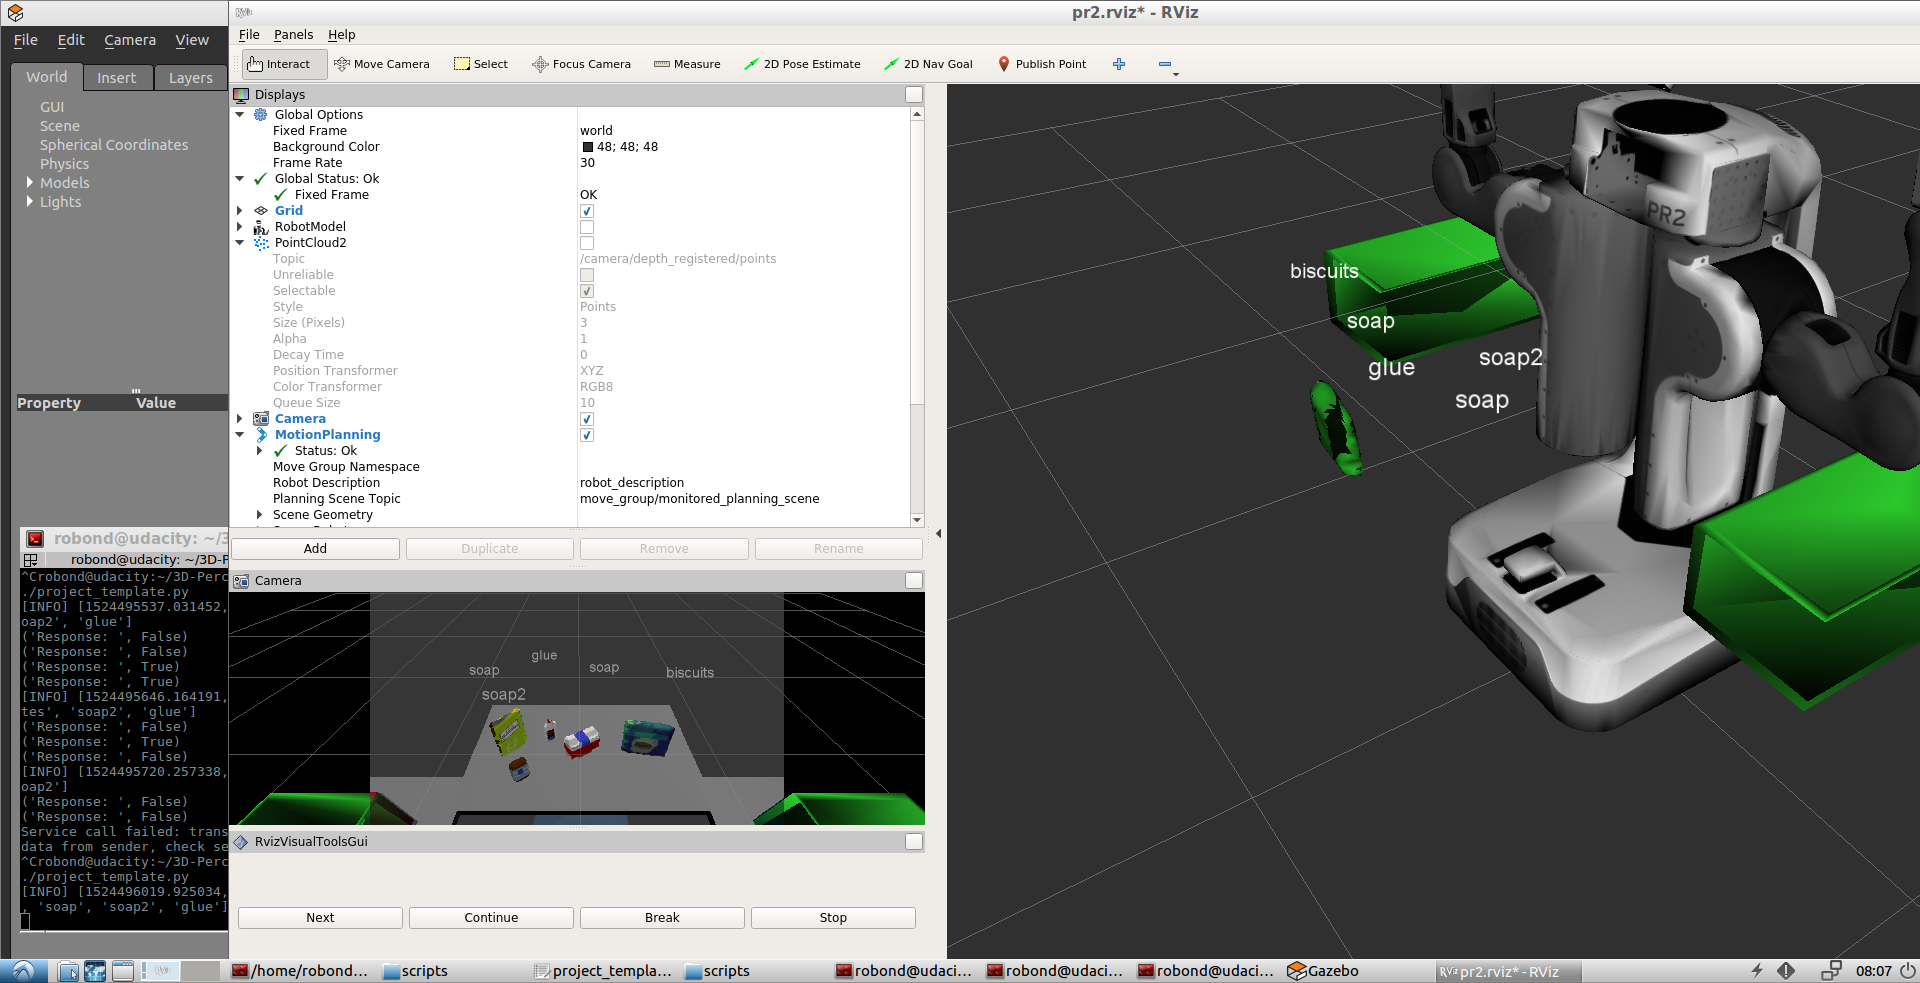 pr2.rviz* - RViz
File Edit Camera View
World Insert Layers
GUI
Scene
Spherical Coordinates
Physics
Models
Lights
Property Value
File Panels Help
Interact Move Camera Select Focus Camera Measure 2D Pose Estimate 2D Nav Goal Publish Point
Displays
Global Options
Fixed Frame world
Background Color 48; 48; 48
Frame Rate 30
Global Status: Ok
Fixed Frame OK
Grid
RobotModel
PointCloud2
Topic /camera/depth_registered/points
Unreliable
Selectable
Style Points
Size (Pixels) 3
Alpha 1
Decay Time 0
Position Transformer XYZ
Color Transformer RGB8
Queue Size 10
Camera
MotionPlanning
Status: Ok
Move Group Namespace
Robot Description robot_description
Planning Scene Topic move_group/monitored_planning_scene
Scene Geometry
Add Duplicate Remove Rename
Camera
glue
soap soap biscuits
soap2
RvizVisualToolsGui
Next Continue Break Stop
biscuits
soap
soap2
glue
soap
PR2
robond@udacity: ~/3
robond@udacity: ~/3D-P
^Crobond@udacity:~/3D-Perc
./project_template.py
[INFO] [1524495537.031452,
oap2', 'glue']
('Response: ', False)
('Response: ', False)
('Response: ', True)
('Response: ', True)
[INFO] [1524495646.164191,
tes', 'soap2', 'glue']
('Response: ', False)
('Response: ', True)
('Response: ', False)
[INFO] [1524495720.257338,
oap2']
('Response: ', False)
('Response: ', False)
Service call failed: trans
data from sender, check se
^Crobond@udacity:~/3D-Perc
./project_template.py
[INFO] [1524496019.925034,
, 'soap', 'soap2', 'glue']
/home/robond... scripts project_templa... scripts robond@udaci... robond@udaci... robond@udaci... Gazebo pr2.rviz* - RViz 08:07